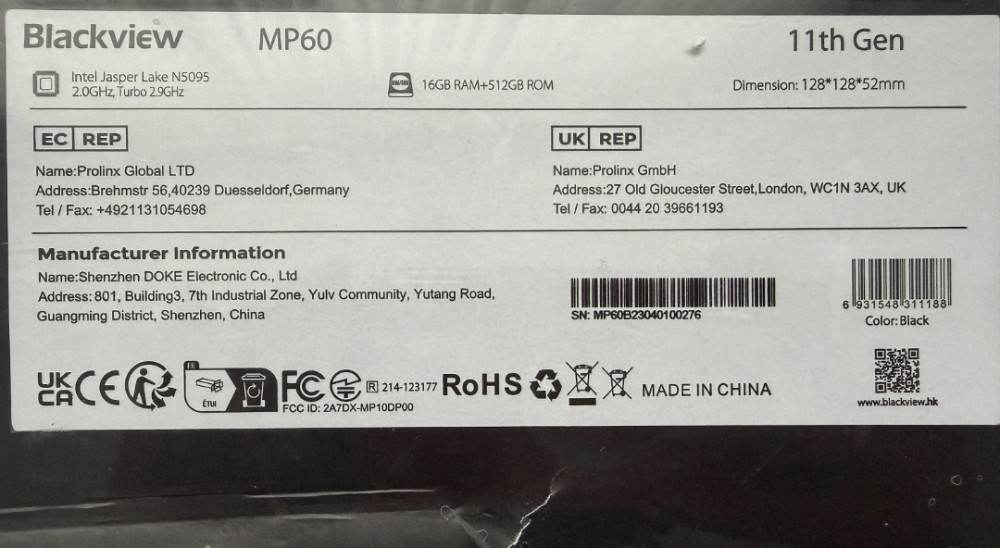 Blackview MP60 11th Gen
Intel Jasper Lake N5095
2.0GHz, Turbo 2.9GHz
16GB RAM+512GB ROM
Dimension: 128*128*52mm
EC REP
Name:Prolinx Global LTD
Address:Brehmstr 56,40239 Duesseldorf,Germany
Tel / Fax: +4921131054698
UK REP
Name:Prolinx GmbH
Address:27 Old Gloucester Street,London, WC1N 3AX, UK
Tel / Fax: 0044 20 39661193
Manufacturer Information
Name:Shenzhen DOKE Electronic Co., Ltd
Address: 801, Building3, 7th Industrial Zone, Yulv Community, Yutang Road,
Guangming District, Shenzhen, China
SN: MP60B23040100276
6 931548 311188
Color: Black
UK
CA
CE
FR
ÉTUI
FC
FCC ID: 2A7DX-MP10DP00
R 214-123177
RoHS
MADE IN CHINA
www.blackview.hk